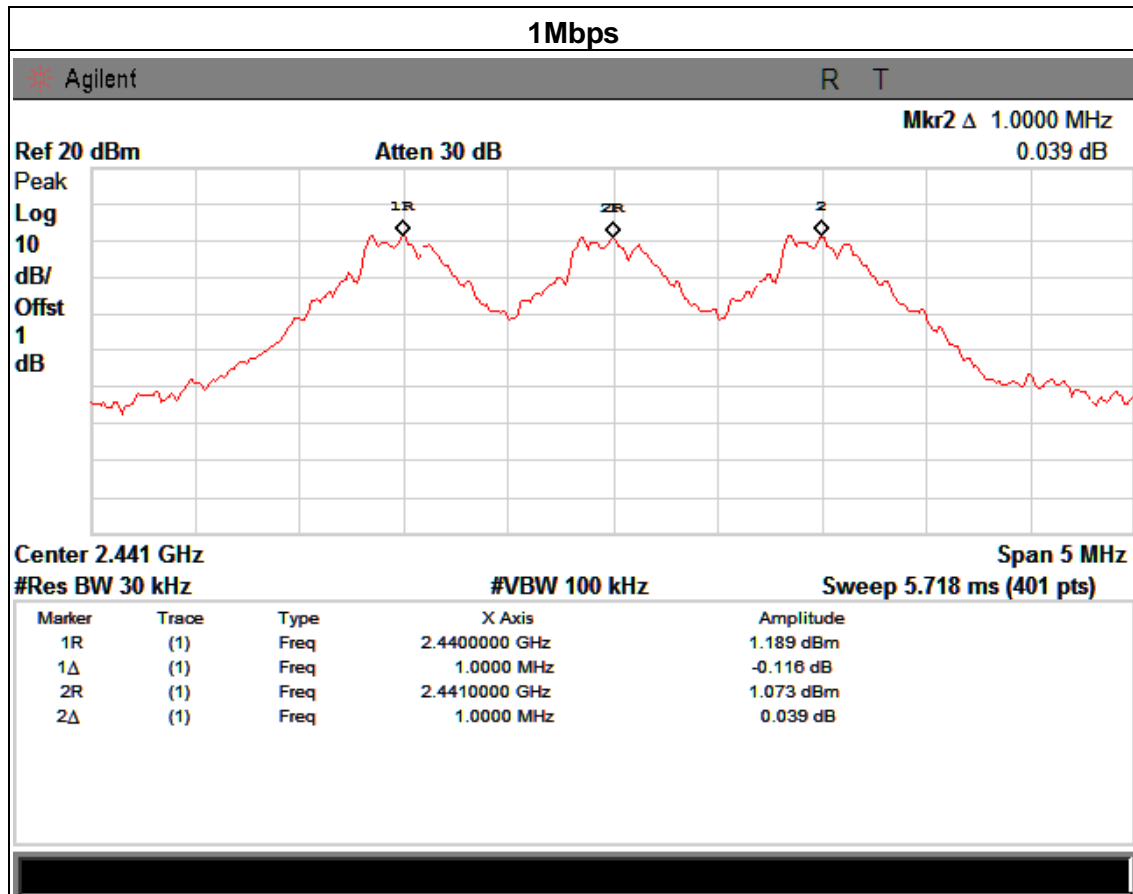 1Mbps
Agilent R T
Mkr2 Δ 1.0000 MHz
Ref 20 dBm Atten 30 dB 0.039 dB
Peak
Log
10
dB/
Offst
1
dB
1R 2R 2
Center 2.441 GHz Span 5 MHz
#Res BW 30 kHz #VBW 100 kHz Sweep 5.718 ms (401 pts)
Marker Trace Type X Axis Amplitude
1R (1) Freq 2.4400000 GHz 1.189 dBm
1Δ (1) Freq 1.0000 MHz -0.116 dB
2R (1) Freq 2.4410000 GHz 1.073 dBm
2Δ (1) Freq 1.0000 MHz 0.039 dB